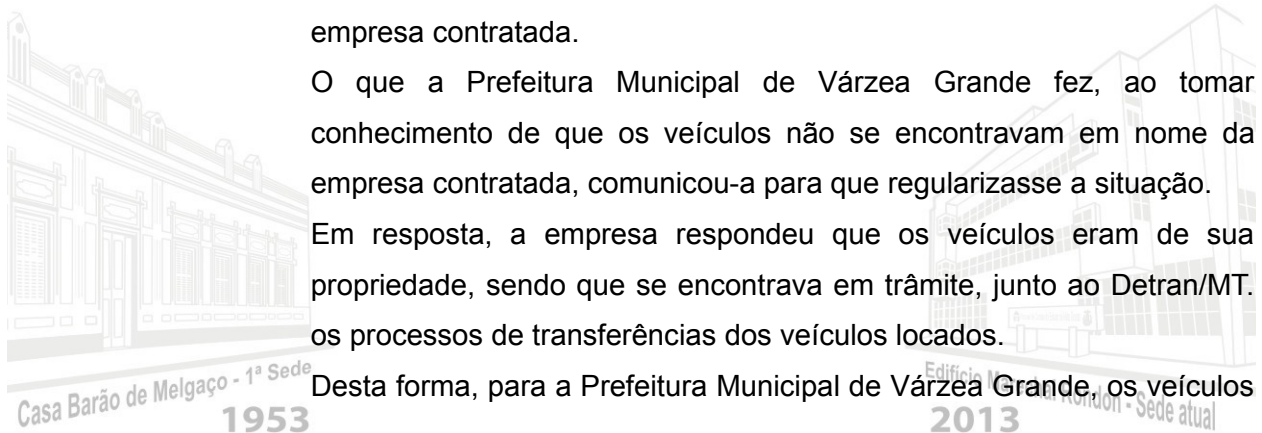 empresa contratada.
O que a Prefeitura Municipal de Várzea Grande fez, ao tomar
conhecimento de que os veículos não se encontravam em nome da
empresa contratada, comunicou-a para que regularizasse a situação.
Em resposta, a empresa respondeu que os veículos eram de sua
propriedade, sendo que se encontrava em trâmite, junto ao Detran/MT.
os processos de transferências dos veículos locados.
Desta forma, para a Prefeitura Municipal de Várzea Grande, os veículos
Casa Barão de Melgaço - 1ª Sede
1953
Edifício Rondon - Sede atual
2013